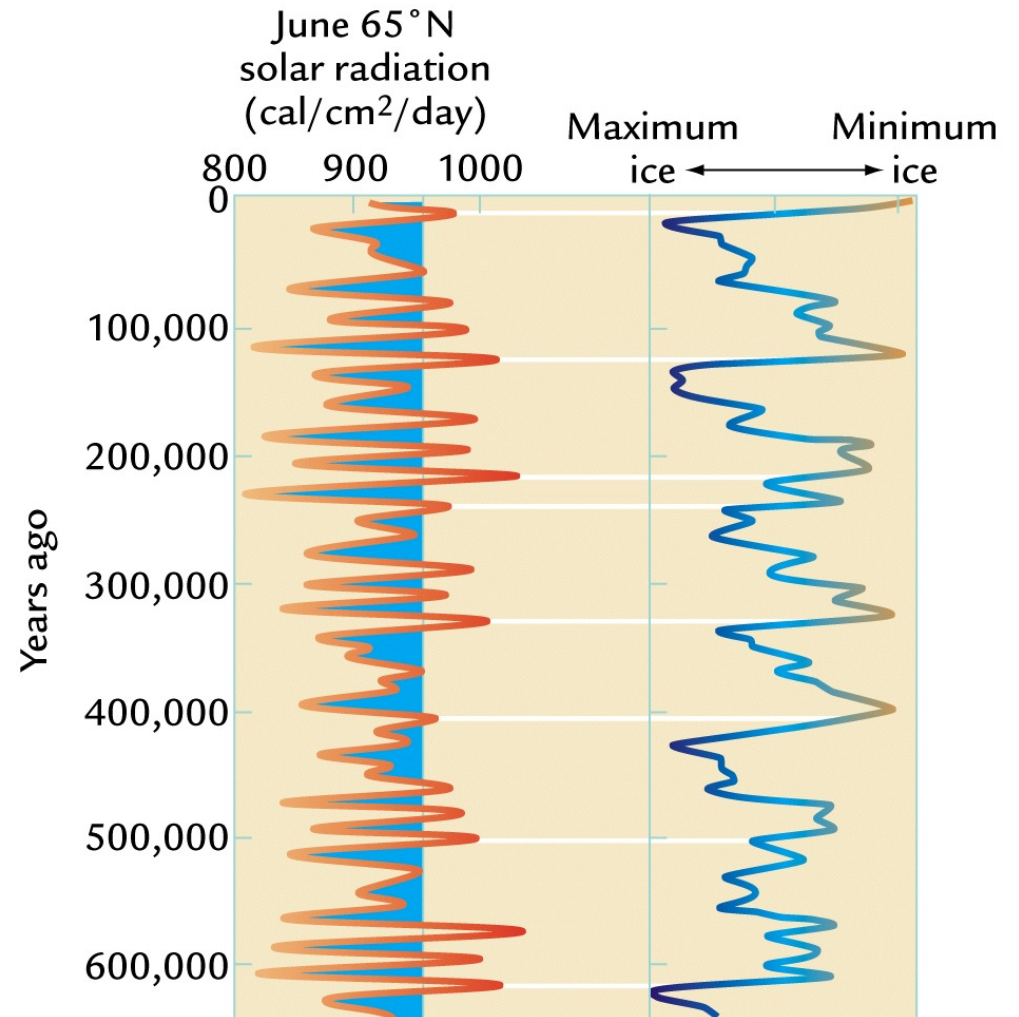 June 65°N
solar radiation
(cal/cm²/day)
Maximum Minimum
ice ice
800 900 1000
0
100,000
200,000
300,000
400,000
500,000
600,000
Years ago